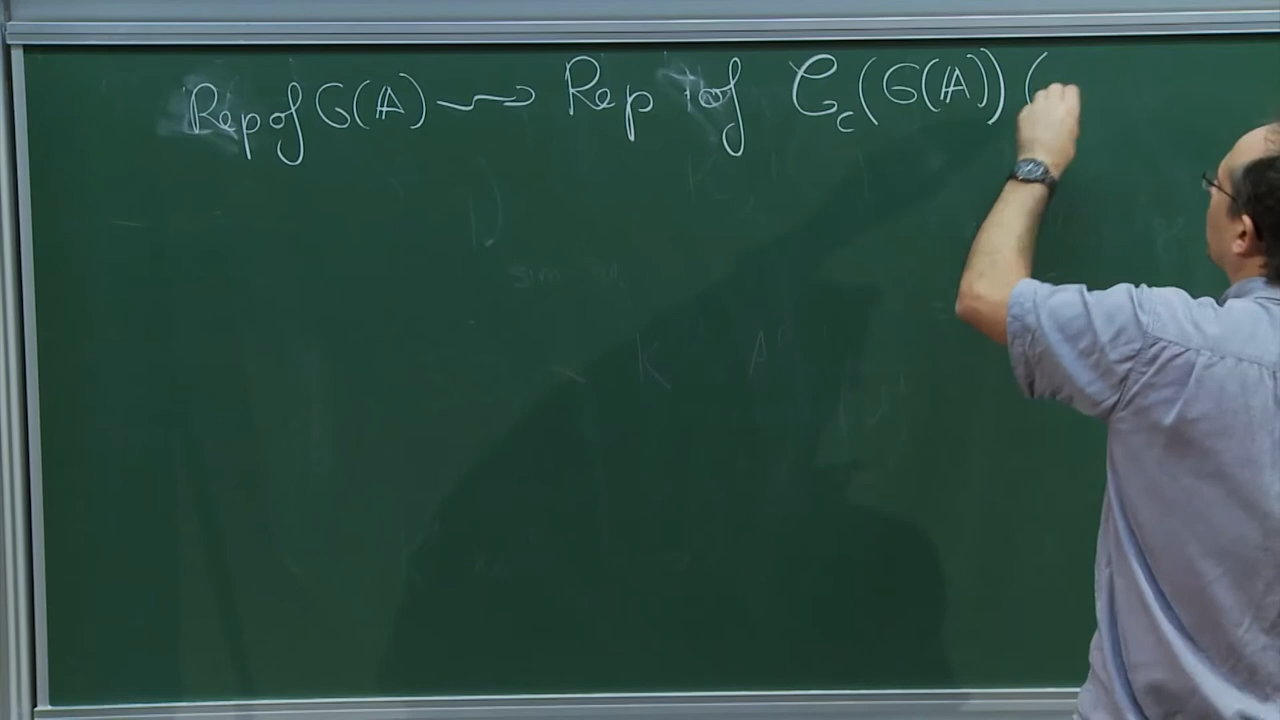 Rep of G(𝔸) ⇝ Rep of 𝒞_c(G(𝔸)) (